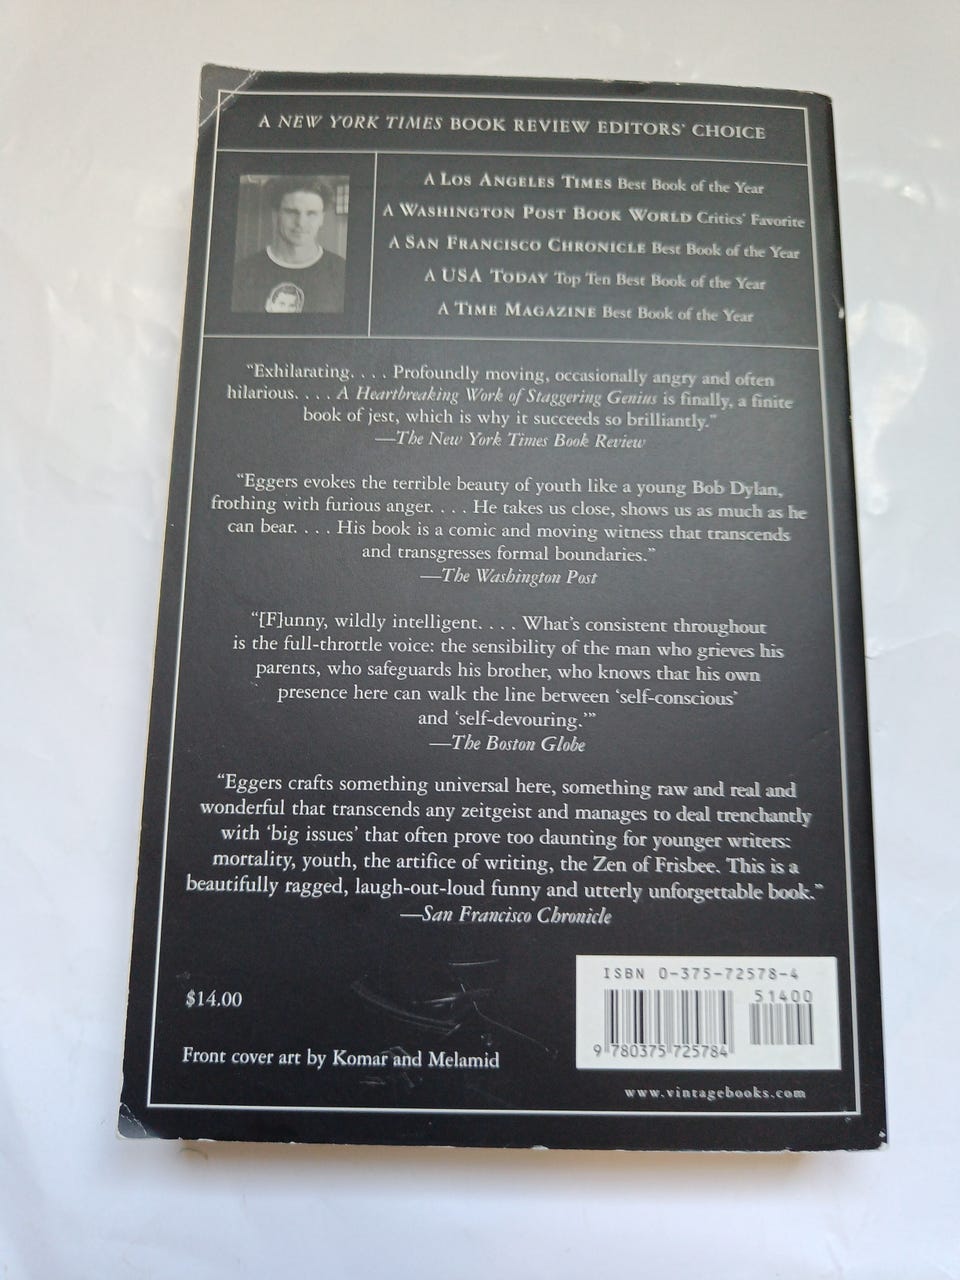 A NEW YORK TIMES BOOK REVIEW EDITORS' CHOICE
A LOS ANGELES TIMES Best Book of the Year
A WASHINGTON POST BOOK WORLD Critics' Favorite
A SAN FRANCISCO CHRONICLE Best Book of the Year
A USA TODAY Top Ten Best Book of the Year
A TIME MAGAZINE Best Book of the Year
“Exhilarating. . . . Profoundly moving, occasionally angry and often
hilarious. . . . A Heartbreaking Work of Staggering Genius is finally, a finite
book of jest, which is why it succeeds so brilliantly.”
—The New York Times Book Review
“Eggers evokes the terrible beauty of youth like a young Bob Dylan,
frothing with furious anger. . . . He takes us close, shows us as much as he
can bear. . . . His book is a comic and moving witness that transcends
and transgresses formal boundaries.”
—The Washington Post
“[F]unny, wildly intelligent. . . . What's consistent throughout
is the full-throttle voice: the sensibility of the man who grieves his
parents, who safeguards his brother, who knows that his own
presence here can walk the line between ‘self-conscious’
and ‘self-devouring.’”
—The Boston Globe
“Eggers crafts something universal here, something raw and real and
wonderful that transcends any zeitgeist and manages to deal trenchantly
with ‘big issues’ that often prove too daunting for younger writers:
mortality, youth, the artifice of writing, the Zen of Frisbee. This is a
beautifully ragged, laugh-out-loud funny and utterly unforgettable book.”
—San Francisco Chronicle
$14.00
Front cover art by Komar and Melamid
ISBN 0-375-72578-4
51400
9 780375 725784
www.vintagebooks.com